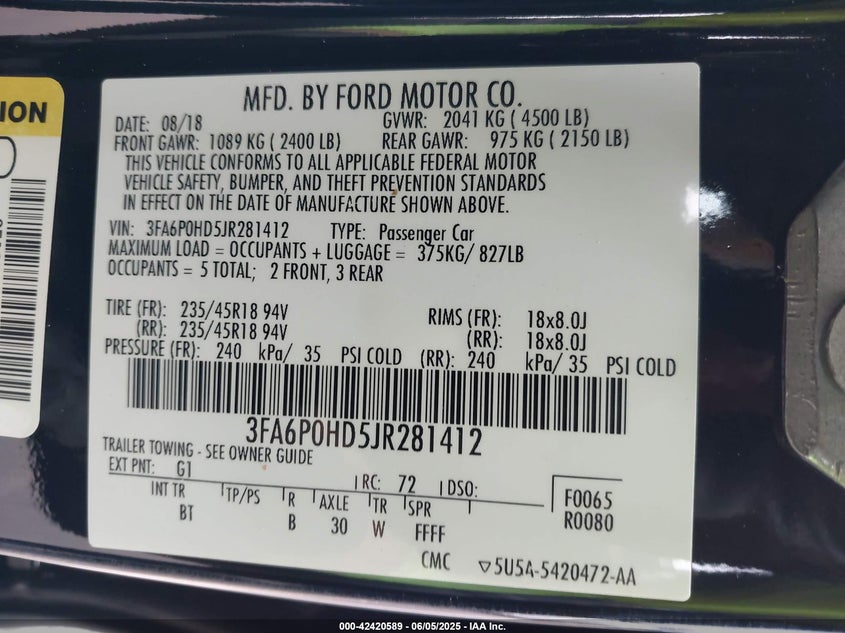 ION
MFD. BY FORD MOTOR CO.
DATE: 08/18 GVWR: 2041 KG ( 4500 LB)
FRONT GAWR: 1089 KG ( 2400 LB) REAR GAWR: 975 KG ( 2150 LB)
THIS VEHICLE CONFORMS TO ALL APPLICABLE FEDERAL MOTOR
VEHICLE SAFETY, BUMPER, AND THEFT PREVENTION STANDARDS
IN EFFECT ON THE DATE OF MANUFACTURE SHOWN ABOVE.
VIN: 3FA6P0HD5JR281412 TYPE: Passenger Car
MAXIMUM LOAD = OCCUPANTS + LUGGAGE = 375KG/ 827LB
OCCUPANTS = 5 TOTAL; 2 FRONT, 3 REAR
TIRE (FR): 235/45R18 94V RIMS (FR): 18x8.0J
(RR): 235/45R18 94V (RR): 18x8.0J
PRESSURE (FR): 240 kPa/ 35 PSI COLD (RR): 240 kPa/ 35 PSI COLD
3FA6P0HD5JR281412
TRAILER TOWING - SEE OWNER GUIDE
EXT PNT: G1 RC: 72 DSO:
INT TR TP/PS R AXLE TR SPR
BT B 30 W FFFF
F0065
R0080
CMC ▽5U5A-5420472-AA
000-42420589 - 06/05/2025 - IAA Inc.